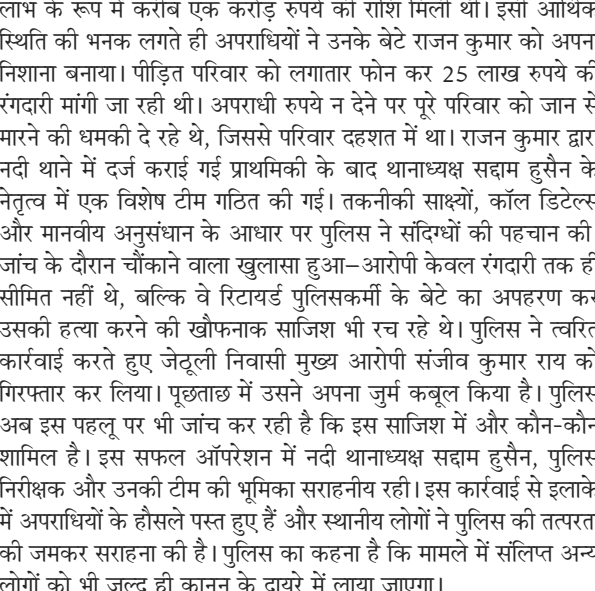 लाभ के रूप में करीब एक करोड़ रुपये की राशि मिली थी। इसी आर्थिक
स्थिति की भनक लगते ही अपराधियों ने उनके बेटे राजन कुमार को अपन
निशाना बनाया। पीड़ित परिवार को लगातार फोन कर 25 लाख रुपये की
रंगदारी मांगी जा रही थी। अपराधी रुपये न देने पर पूरे परिवार को जान से
मारने की धमकी दे रहे थे, जिससे परिवार दहशत में था। राजन कुमार द्वारा
नदी थाने में दर्ज कराई गई प्राथमिकी के बाद थानाध्यक्ष सद्दाम हुसैन के
नेतृत्व में एक विशेष टीम गठित की गई। तकनीकी साक्ष्यों, कॉल डिटेल्स
और मानवीय अनुसंधान के आधार पर पुलिस ने संदिग्धों की पहचान की
जांच के दौरान चौंकाने वाला खुलासा हुआ–आरोपी केवल रंगदारी तक ही
सीमित नहीं थे, बल्कि वे रिटायर्ड पुलिसकर्मी के बेटे का अपहरण कर
उसकी हत्या करने की खौफनाक साजिश भी रच रहे थे। पुलिस ने त्वरित
कार्रवाई करते हुए जेठूली निवासी मुख्य आरोपी संजीव कुमार राय को
गिरफ्तार कर लिया। पूछताछ में उसने अपना जुर्म कबूल किया है। पुलिस
अब इस पहलू पर भी जांच कर रही है कि इस साजिश में और कौन-कौन
शामिल है। इस सफल ऑपरेशन में नदी थानाध्यक्ष सद्दाम हुसैन, पुलिस
निरीक्षक और उनकी टीम की भूमिका सराहनीय रही। इस कार्रवाई से इलाके
में अपराधियों के हौसले पस्त हुए हैं और स्थानीय लोगों ने पुलिस की तत्परत
की जमकर सराहना की है। पुलिस का कहना है कि मामले में संलिप्त अन्य
लोगों को भी जल्द ही कानून के दायरे में लाया जाएगा।